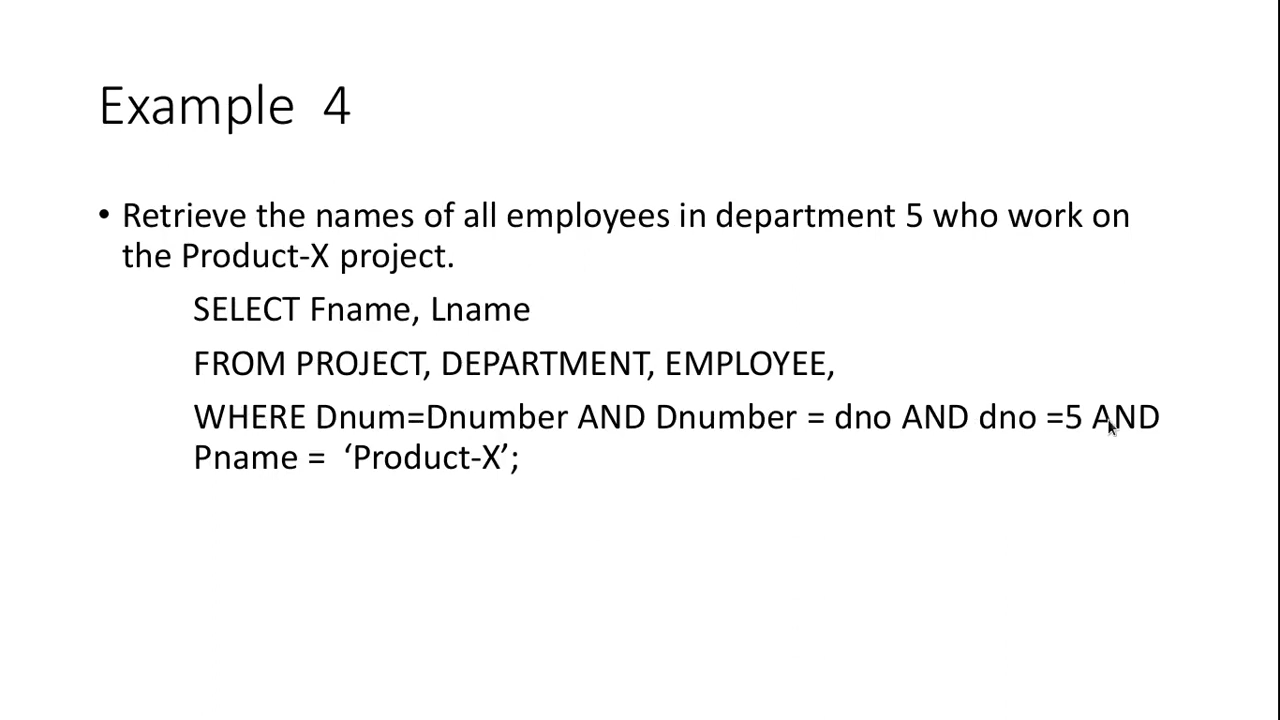 Example 4
• Retrieve the names of all employees in department 5 who work on
the Product-X project.
SELECT Fname, Lname
FROM PROJECT, DEPARTMENT, EMPLOYEE,
WHERE Dnum=Dnumber AND Dnumber = dno AND dno =5 AND
Pname = ‘Product-X’;